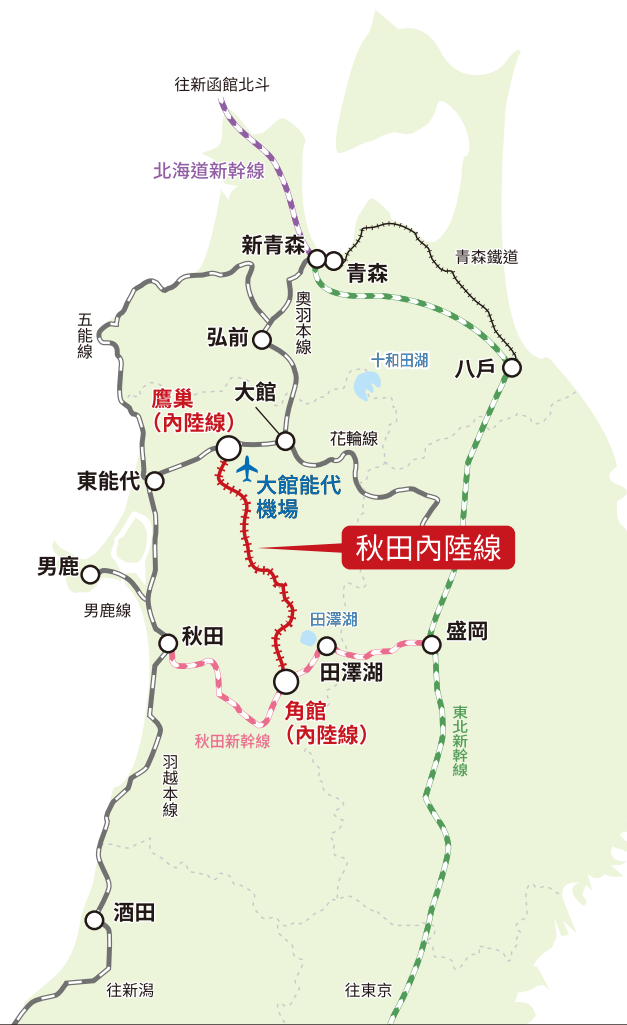 往新函館北斗
北海道新幹線
新青森
青森
青森鐵道
奧羽本線
五能線
弘前
十和田湖
八戶
鷹巢
(內陸線)
大館
花輪線
東能代
大館能代
機場
秋田內陸線
男鹿
男鹿線
秋田
田澤湖
盛岡
田澤湖
角館
(內陸線)
秋田新幹線
東北新幹線
羽越本線
酒田
往新潟
往東京